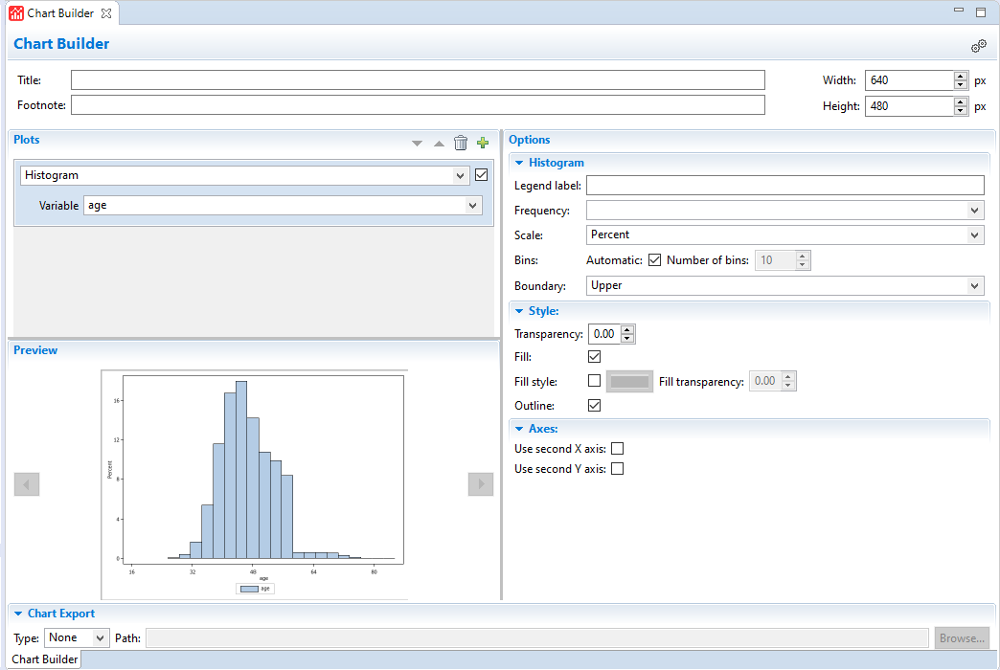 Chart Builder
Chart Builder
Title:
Width: 640 px
Footnote:
Height: 480 px
Plots
Histogram
Variable age
Options
Histogram
Legend label:
Frequency:
Scale: Percent
Bins: Automatic: Number of bins: 10
Boundary: Upper
Style:
Transparency: 0.00
Fill:
Fill style: Fill transparency: 0.00
Outline:
Axes:
Use second X axis:
Use second Y axis:
Preview
Percent
16
12
8
4
0
16 32 48 64 80
age
age
Chart Export
Type: None Path: Browse...
Chart Builder